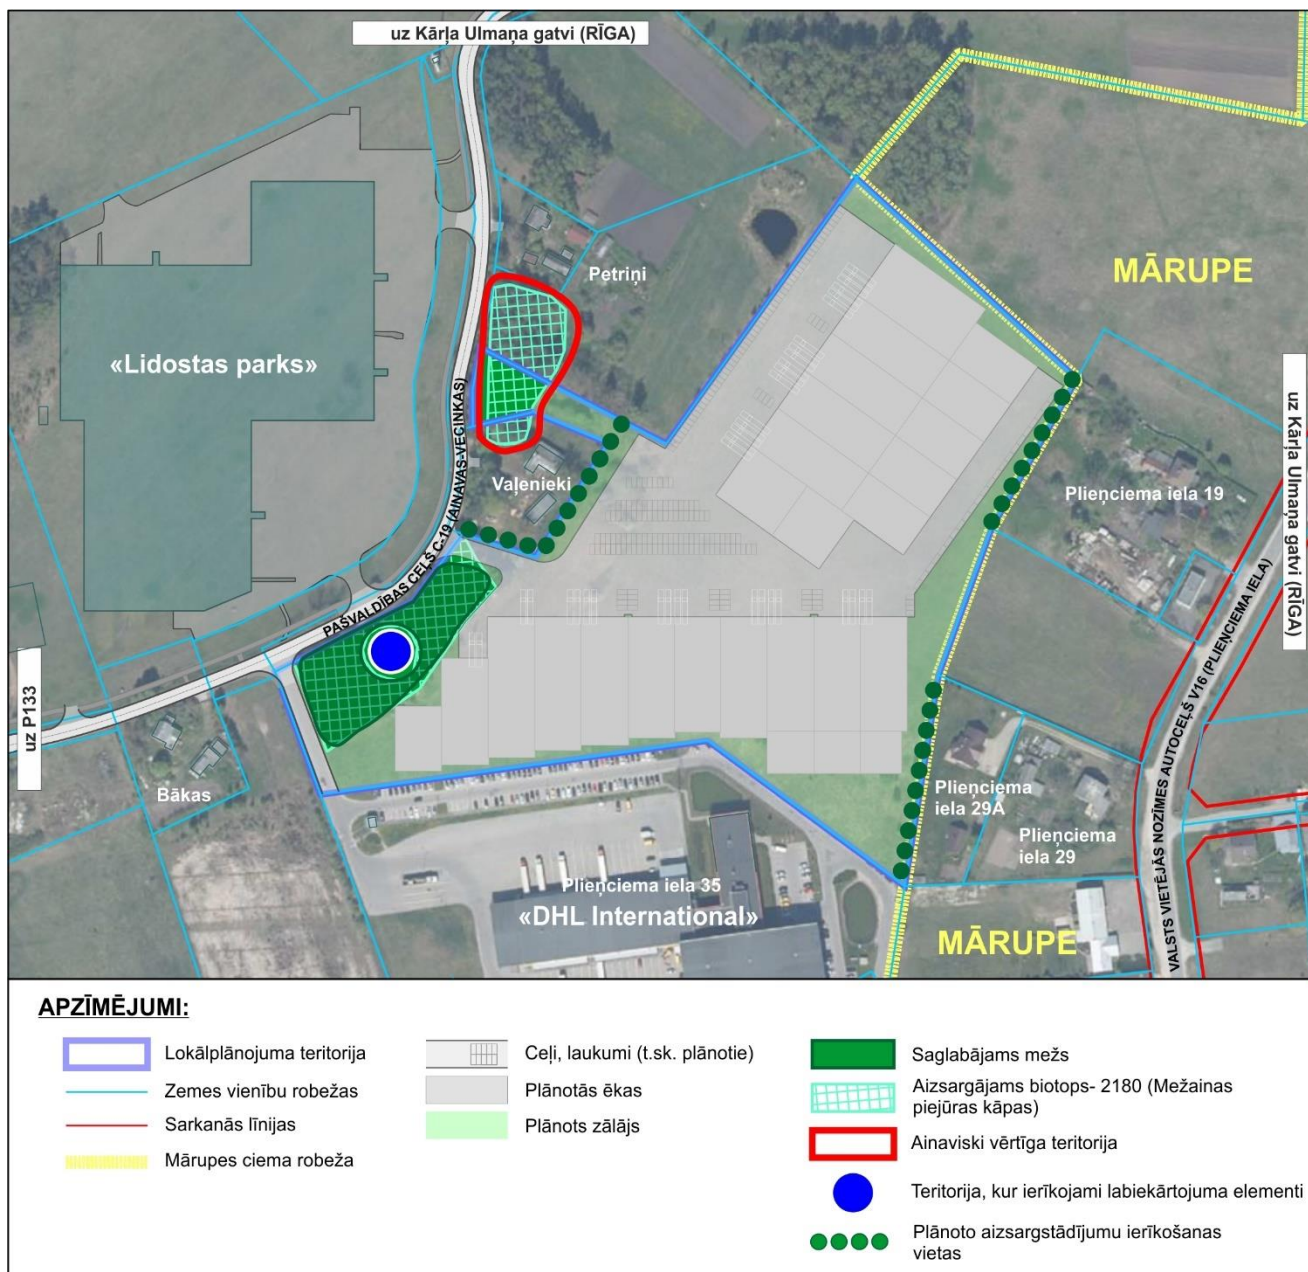 uz Kārļa Ulmaņa gatvi (RĪGA)
Petriņi
MĀRUPE
«Lidostas parks»
uz Kārļa Ulmaņa gatvi (RĪGA)
PAŠVALDĪBAS CEĻŠ C-19 (AINAVAS-VECINKAS)
Vaļenieki
Plieņciema iela 19
VALSTS VIETĒJĀS NOZĪMES AUTOCEĻŠ V16 (PLIEŅCIEMA IELA)
uz P133
Bākas
Plieņciema
iela 29A
Plieņciema
iela 29
Plieņciema iela 35
«DHL International»
MĀRUPE
APZĪMĒJUMI:
Lokālplānojuma teritorija
Zemes vienību robežas
Sarkanās līnijas
Mārupes ciema robeža
Ceļi, laukumi (t.sk. plānotie)
Plānotās ēkas
Plānots zālājs
Saglabājams mežs
Aizsargājams biotops- 2180 (Mežainas
piejūras kāpas)
Ainaviski vērtīga teritorija
Teritorija, kur ierīkojami labiekārtojuma elementi
Plānoto aizsargstādījumu ierīkošanas
vietas